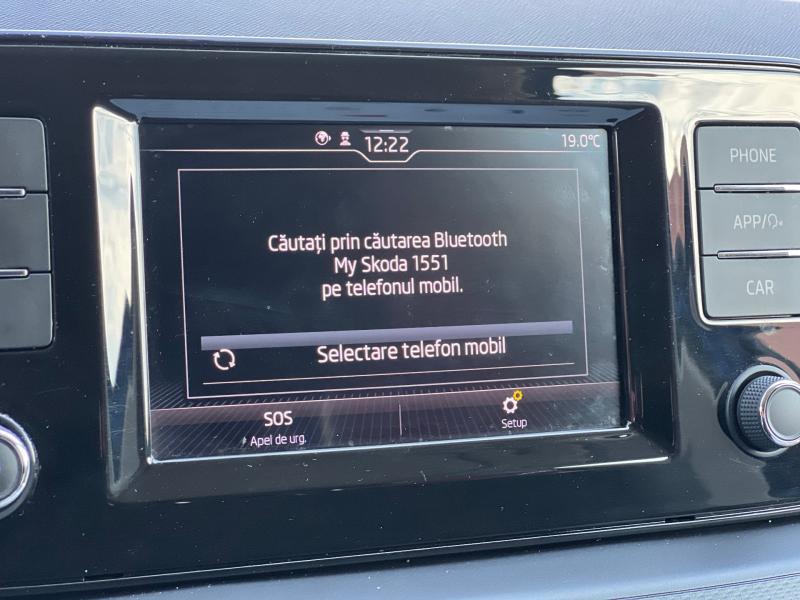 12:22
19.0°C
Căutați prin căutarea Bluetooth
My Skoda 1551
pe telefonul mobil.
Selectare telefon mobil
SOS
Apel de urg.
Setup
PHONE
APP/
CAR